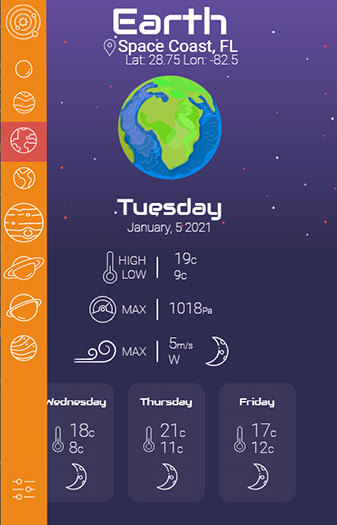 Earth
Space Coast, FL
Lat: 28.75 Lon: -82.5
Tuesday
January, 5 2021
HIGH 19c
LOW 9c
MAX 1018Pa
MAX 5m/s
W
Wednesday Thursday Friday
18c 21c 17c
8c 11c 12c